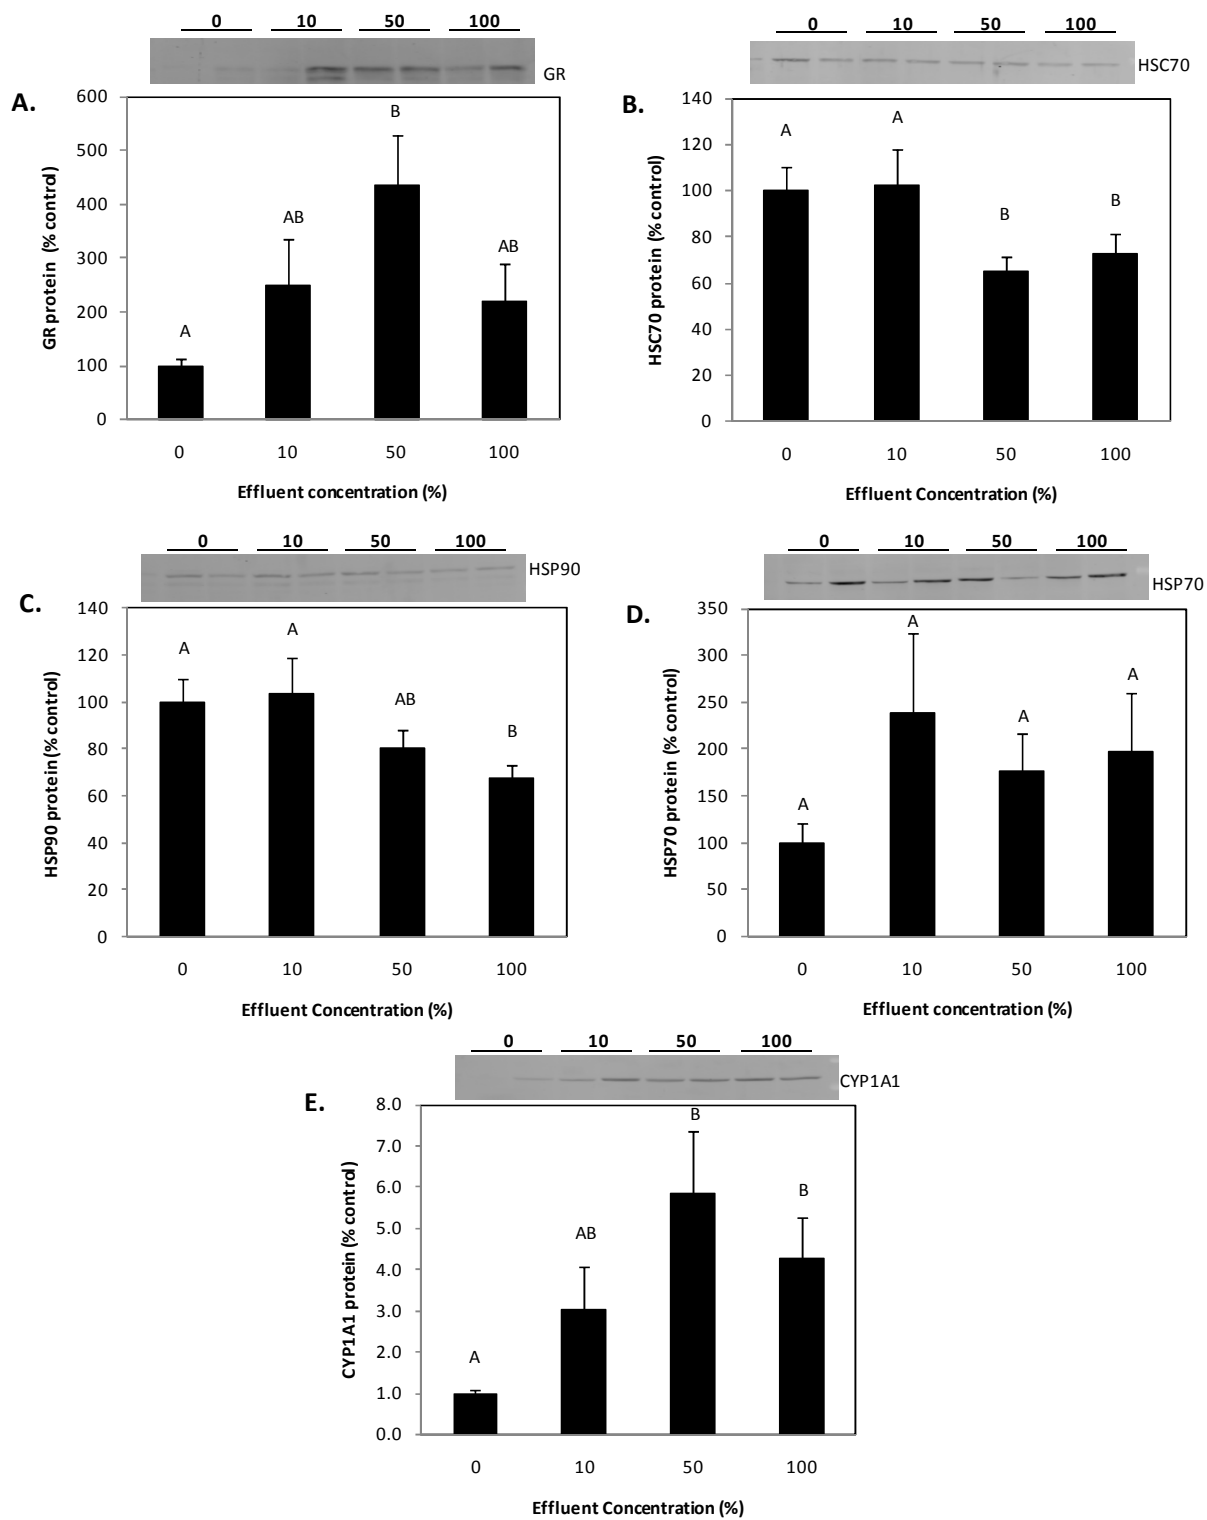 0 10 50 100
GR
A.
600
500
400
300
200
100
0
GR protein (% control)
A AB B AB
0 10 50 100
Effluent concentration (%)
0 10 50 100
HSC70
B.
140
120
100
80
60
40
20
0
HSC70 protein (% control)
A A B B
0 10 50 100
Effluent Concentration (%)
0 10 50 100
HSP90
C.
140
120
100
80
60
40
20
0
HSP90 protein (% control)
A A AB B
0 10 50 100
Effluent Concentration (%)
0 10 50 100
HSP70
D.
350
300
250
200
150
100
50
0
HSP70 protein (% control)
A A A A
0 10 50 100
Effluent concentration (%)
0 10 50 100
CYP1A1
E.
8.0
7.0
6.0
5.0
4.0
3.0
2.0
1.0
0.0
CYP1A1 protein (% control)
A AB B B
0 10 50 100
Effluent Concentration (%)